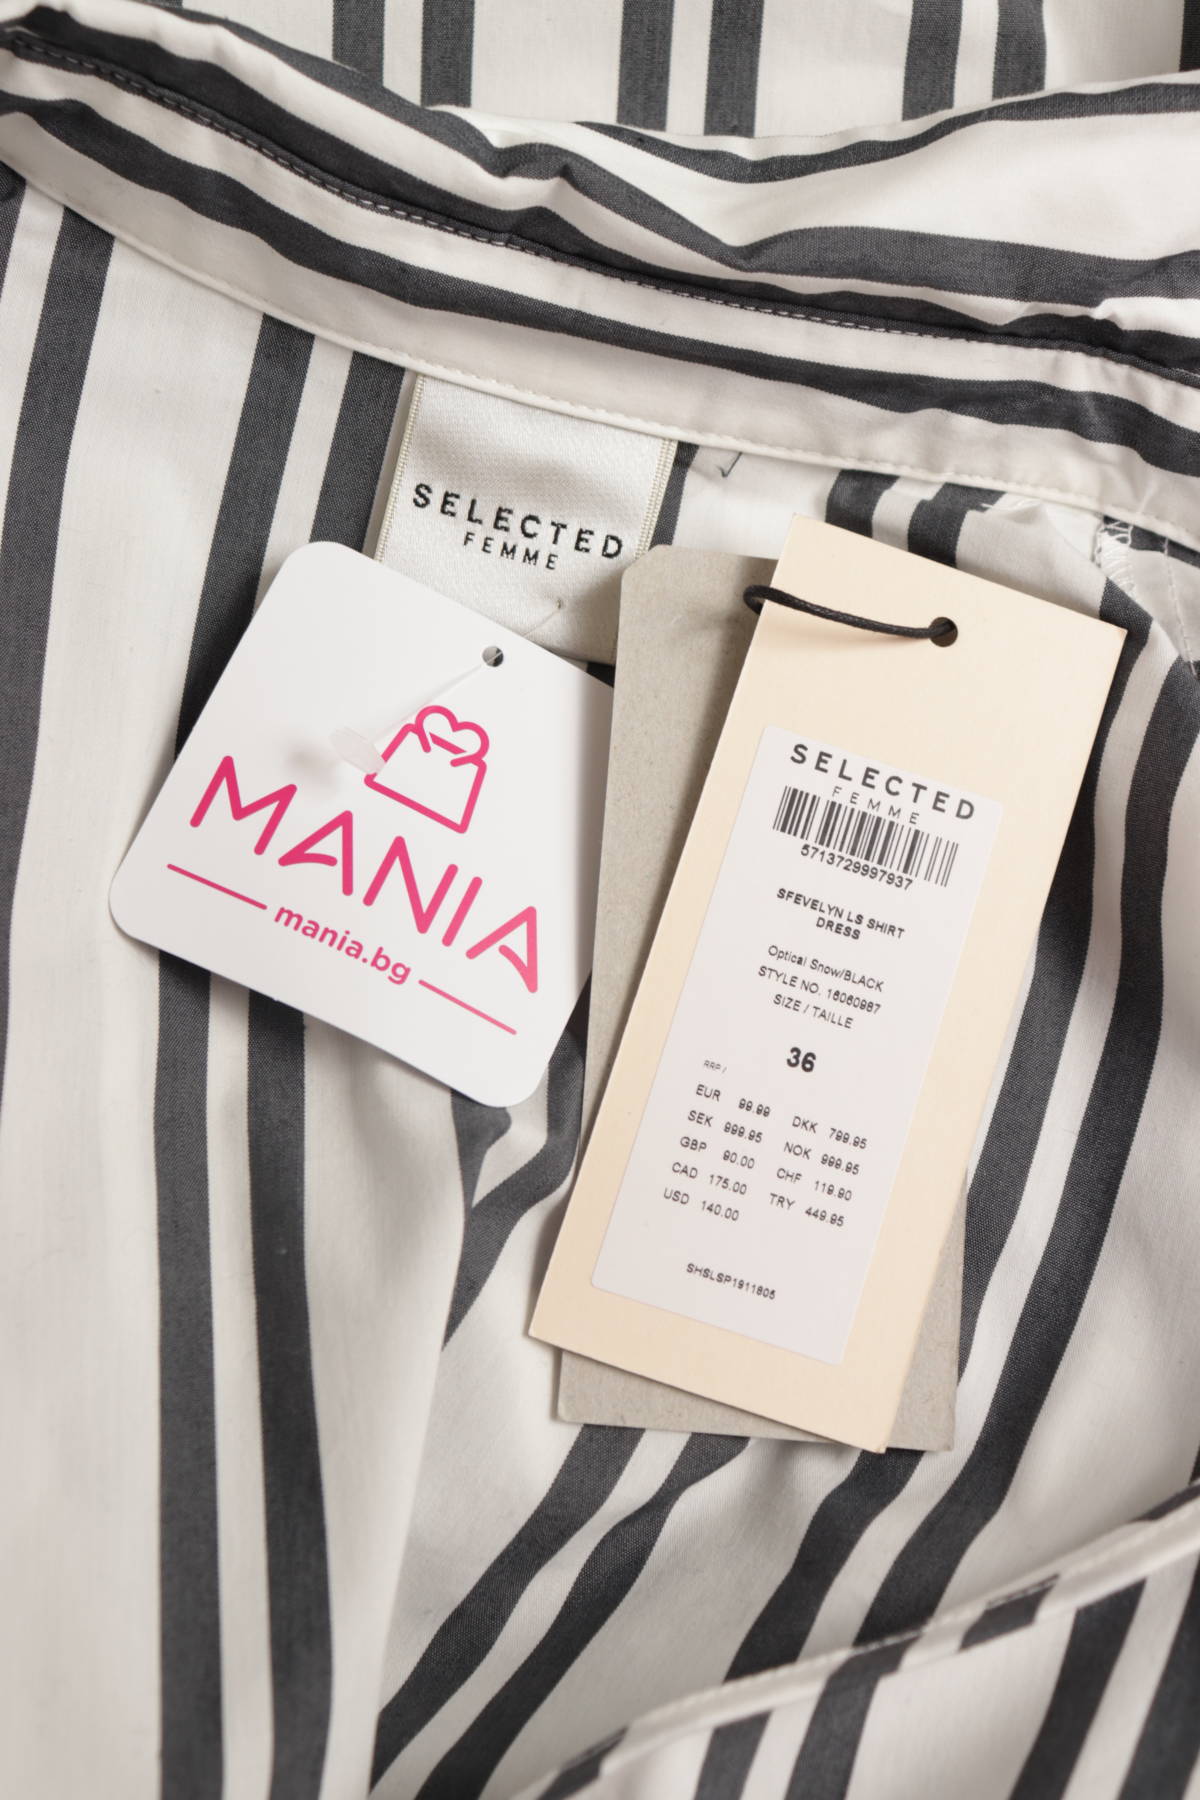 SELECTED
FEMME
MANIA
mania.bg
SELECTED
FEMME
5713729997937
SFEVELYN LS SHIRT
DRESS
Optical Snow/BLACK
STYLE NO. 16060987
SIZE / TAILLE
36
RRP /
EUR 99.99 DKK 799.95
SEK 999.95 NOK 999.95
GBP 90.00 CHF 119.90
CAD 175.00 TRY 449.95
USD 140.00
SHSLSP1911805